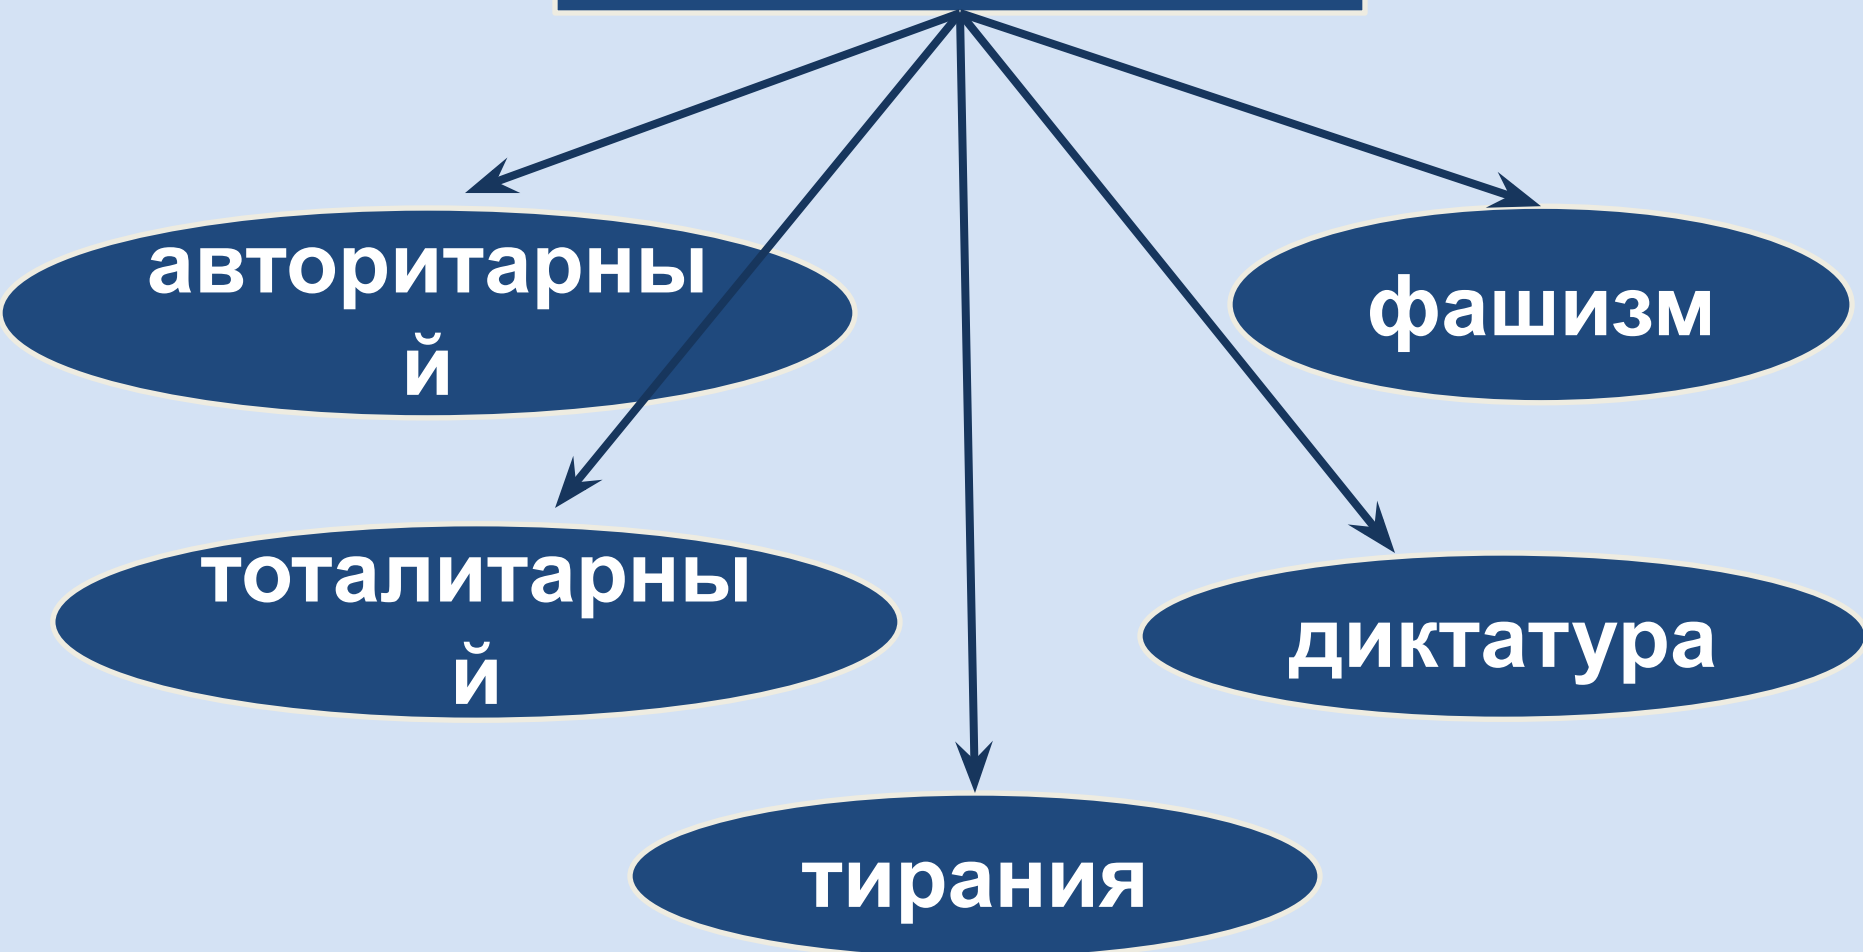 авторитарны
й
фашизм
тоталитарны
й
диктатура
тирания